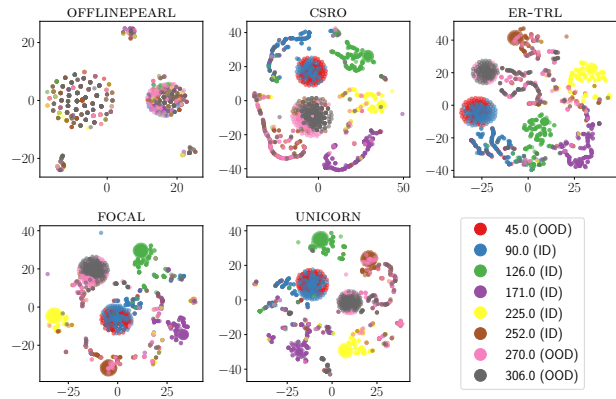 OFFLINEPEARL
CSRO
ER-TRL
20
0
−20
0
20
40
20
0
−20
−40
0
50
40
20
0
−20
−40
−25
0
25
FOCAL
UNICORN
40
20
0
−20
−25
0
25
40
20
0
−20
−40
−25
0
25
45.0 (OOD)
90.0 (ID)
126.0 (ID)
171.0 (ID)
225.0 (ID)
252.0 (ID)
270.0 (OOD)
306.0 (OOD)